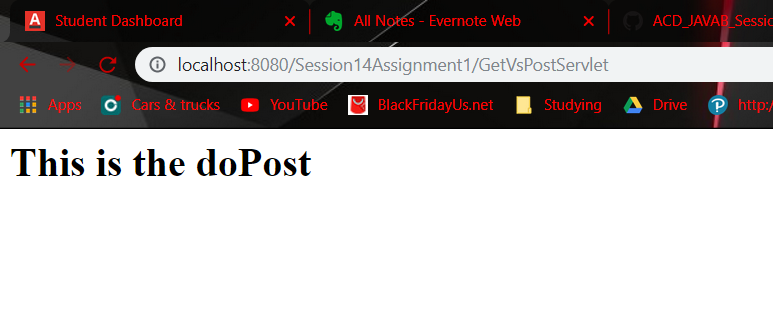 Student Dashboard
All Notes - Evernote Web
ACD_JAVAB_Sessio
localhost:8080/Session14Assignment1/GetVsPostServlet
Apps
Cars & trucks
YouTube
BlackFridayUs.net
Studying
Drive
http:/
This is the doPost